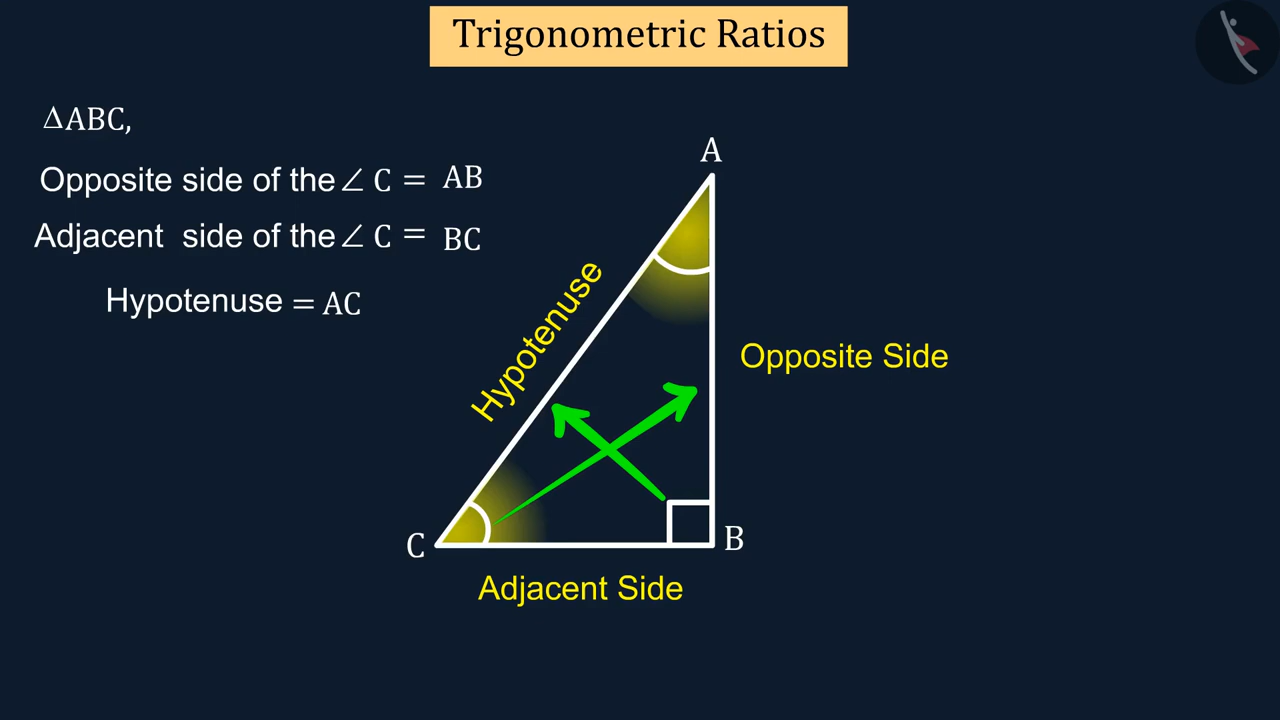 Trigonometric Ratios
ΔABC,
Opposite side of the ∠ C = AB
Adjacent side of the ∠ C = BC
Hypotenuse = AC
A
Hypotenuse
Opposite Side
C
B
Adjacent Side